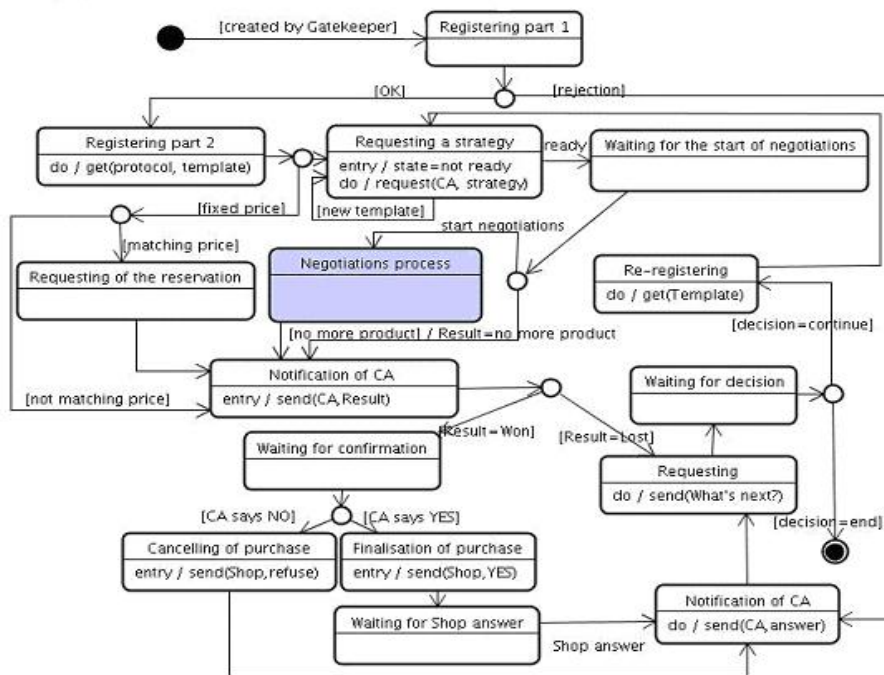 [created by Gatekeeper]
Registering part 1
[OK]
[rejection]
Registering part 2
do / get(protocol, template)
Requesting a strategy
entry / state=not ready
do / request(CA, strategy)
ready
Waiting for the start of negotiations
[fixed price]
[new template]
[matching price]
start negotiations
Requesting of the reservation
Negotiations process
Re-registering
do / get(Template)
[no more product] / Result=no more product
[decision=continue]
Notification of CA
entry / send(CA,Result)
[not matching price]
Waiting for decision
[Result=Won]
[Result=Lost]
Waiting for confirmation
Requesting
do / send(What's next?)
[CA says NO]
[CA says YES]
[decision=end]
Cancelling of purchase
entry / send(Shop,refuse)
Finalisation of purchase
entry / send(Shop,YES)
Waiting for Shop answer
Shop answer
Notification of CA
do / send(CA,answer)